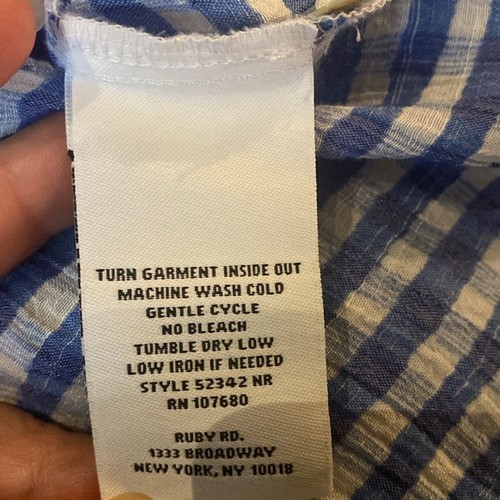 TURN GARMENT INSIDE OUT
MACHINE WASH COLD
GENTLE CYCLE
NO BLEACH
TUMBLE DRY LOW
LOW IRON IF NEEDED
STYLE 52342 NR
RN 107680
RUBY RD.
1333 BROADWAY
NEW YORK, NY 10018